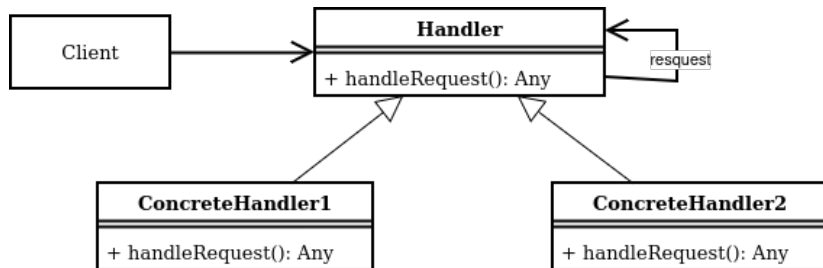 Handler
Client
resquest
+ handleRequest(): Any
ConcreteHandler1
+ handleRequest(): Any
ConcreteHandler2
+ handleRequest(): Any